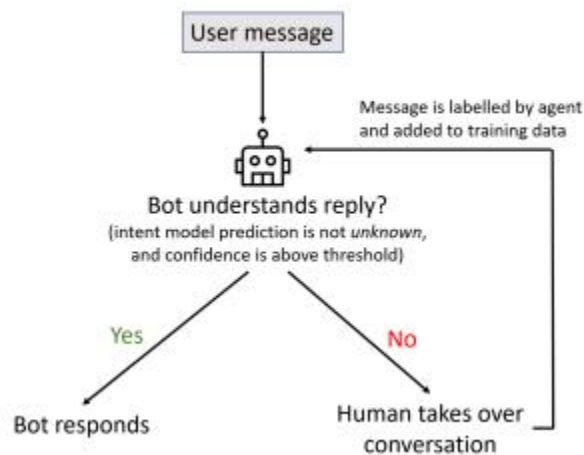 User message
Message is labelled by agent
and added to training data
Bot understands reply?
(intent model prediction is not unknown,
and confidence is above threshold)
Yes
No
Bot responds
Human takes over
conversation